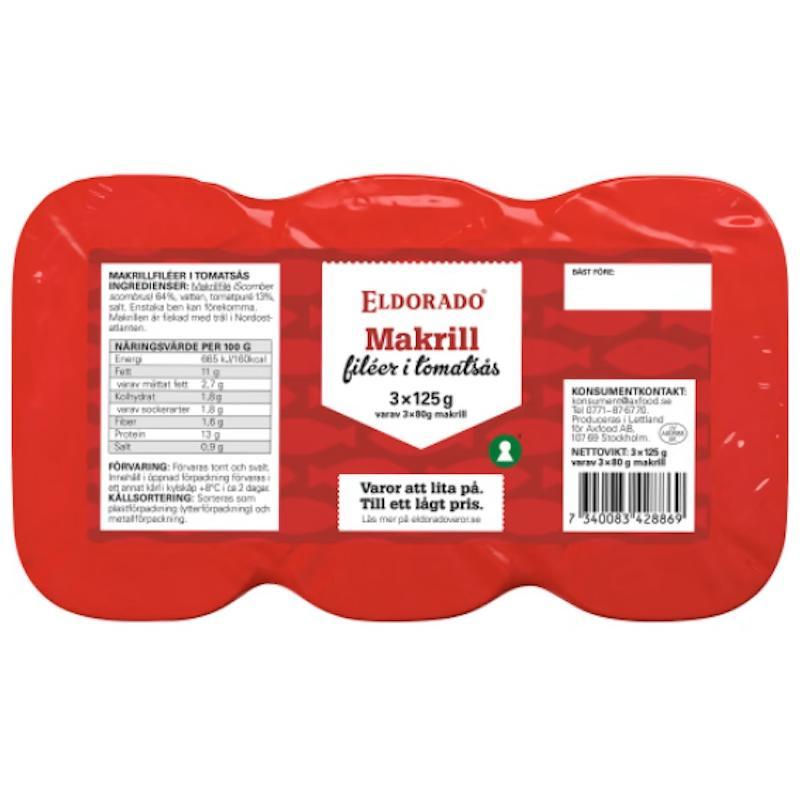 MAKRILLFILÉER I TOMATSÅS
INGREDIENSER: Makrillfilé (Scomber
scombrus) 64%, vatten, tomatpuré 13%,
salt. Enstaka ben kan förekomma.
Makrillen är fiskad med trål i Nordost-
atlanten.
NÄRINGSVÄRDE PER 100 G
Energi 665 kJ/160kcal
Fett 11 g
varav mättat fett 2,7 g
Kolhydrat 1,8g
varav sockerarter 1,8 g
Fiber 1,6 g
Protein 13 g
Salt 0,9 g
FÖRVARING: Förvaras torrt och svalt.
Innehåll i öppnad förpackning förvaras i
ett annat kärl i kylskåp +8°C i ca 2 dagar.
KÄLLSORTERING: Sorteras som
plastförpackning (ytterförpackning) och
metallförpackning.
ELDORADO®
Makrill
filéer i tomatsås
3×125 g
varav 3×80g makrill
Varor att lita på.
Till ett lågt pris.
Läs mer på eldoradovaror.se
BÄST FÖRE:
KONSUMENTKONTAKT:
konsument@axfood.se
Tel 0771-87 67 70.
Produceras i Lettland
för Axfood AB,
107 69 Stockholm.
NETTOVIKT: 3×125 g
varav 3×80 g makrill
7 340083 428869